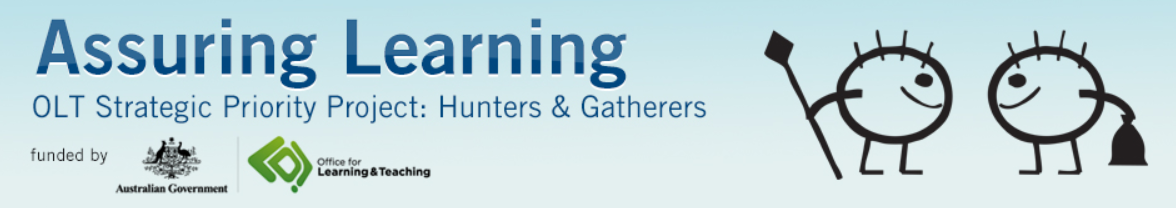 Assuring Learning
OLT Strategic Priority Project: Hunters & Gatherers
funded by
Australian Government
Office for
Learning & Teaching